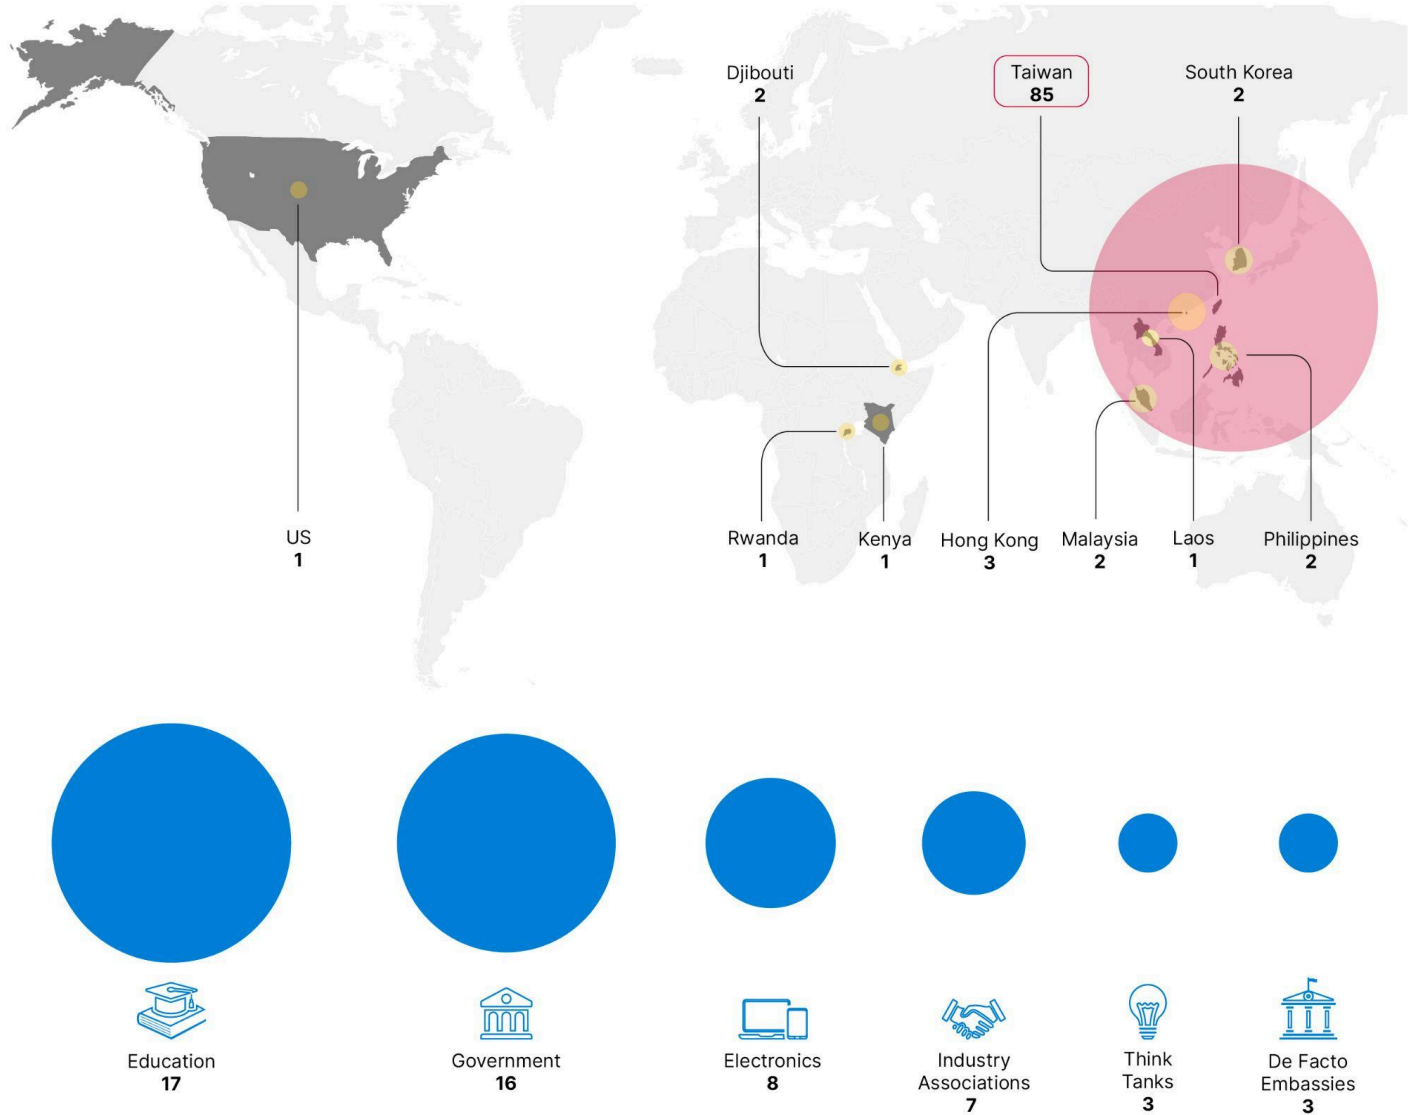 Djibouti
2
Taiwan
85
South Korea
2
US
1
Rwanda
1
Kenya
1
Hong Kong
3
Malaysia
2
Laos
1
Philippines
2
Education
17
Government
16
Electronics
8
Industry
Associations
7
Think
Tanks
3
De Facto
Embassies
3